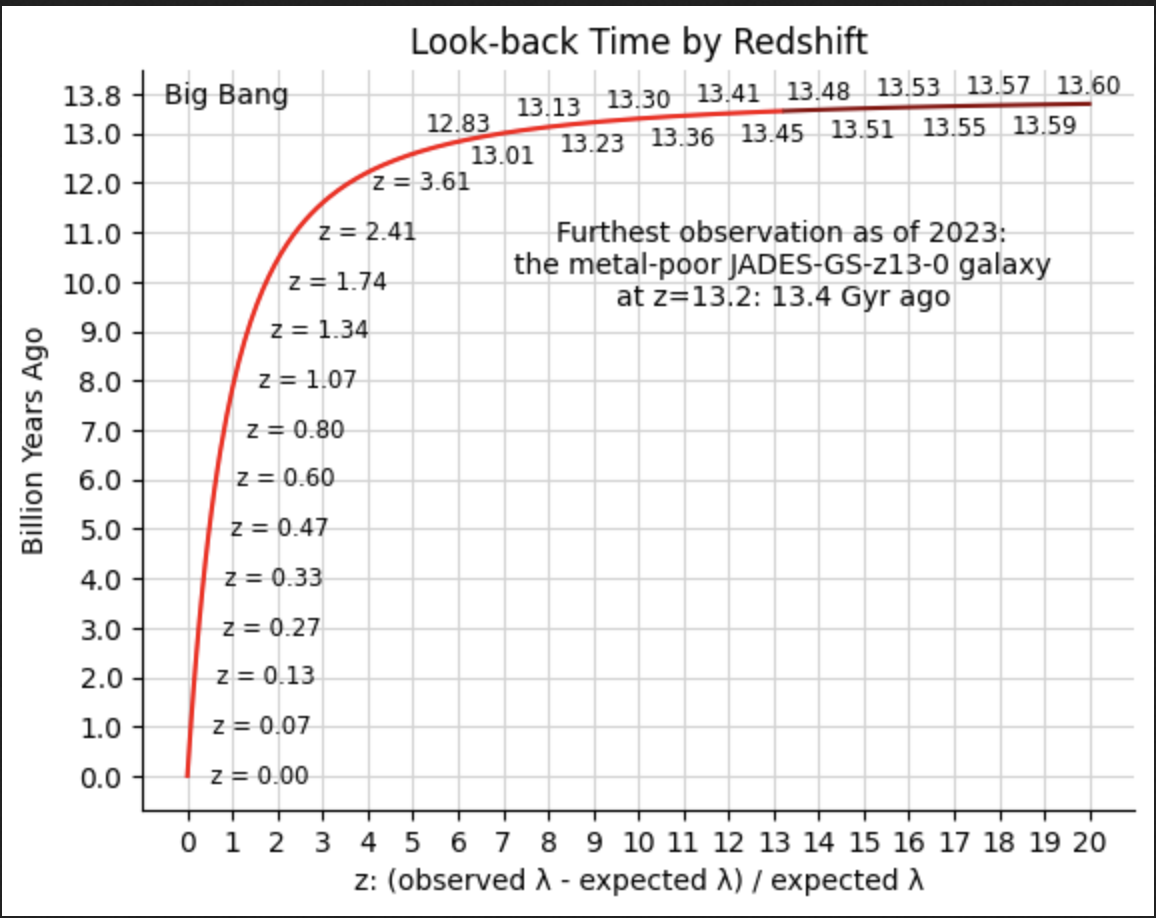 Look-back Time by Redshift
Big Bang
13.8
13.0
12.0
11.0
10.0
9.0
8.0
7.0
6.0
5.0
4.0
3.0
2.0
1.0
0.0
Billion Years Ago
12.83
13.01
13.13
13.23
13.30
13.36
13.41
13.45
13.48
13.51
13.53
13.55
13.57
13.59
13.60
z = 3.61
z = 2.41
z = 1.74
z = 1.34
z = 1.07
z = 0.80
z = 0.60
z = 0.47
z = 0.33
z = 0.27
z = 0.13
z = 0.07
z = 0.00
Furthest observation as of 2023:
the metal-poor JADES-GS-z13-0 galaxy
at z=13.2: 13.4 Gyr ago
0 1 2 3 4 5 6 7 8 9 10 11 12 13 14 15 16 17 18 19 20
z: (observed λ - expected λ) / expected λ